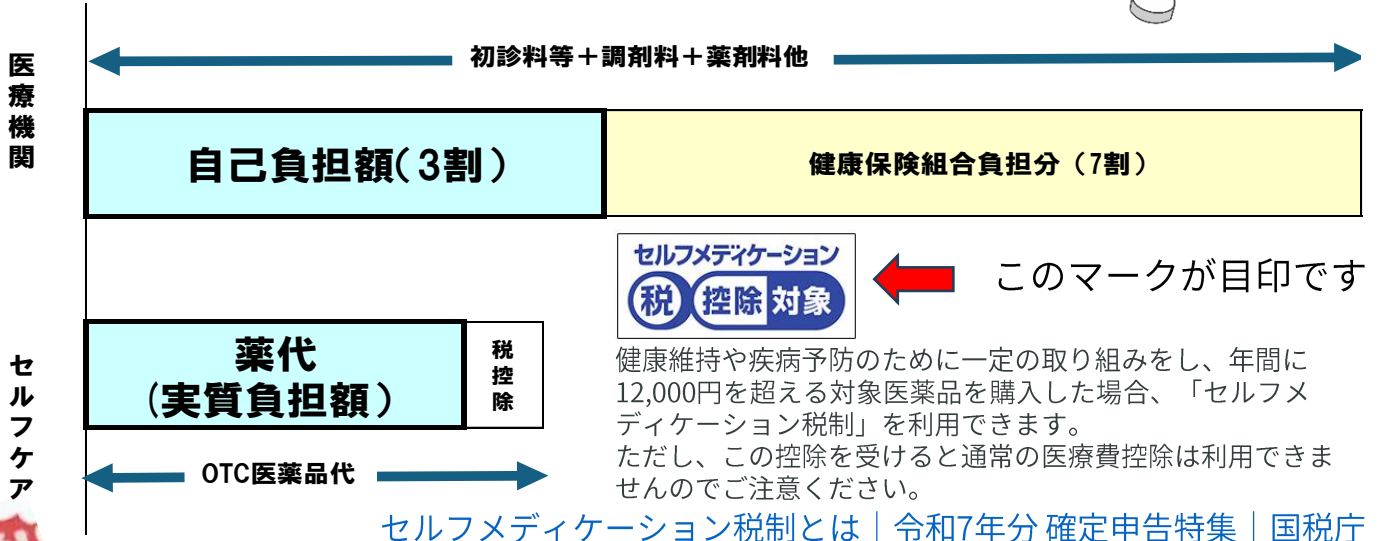 医療機関
初診料等＋調剤料＋薬剤料他
自己負担額（3割）
健康保険組合負担分（7割）
セルフメディケーション
税 控除 対象
このマークが目印です
セルフケア
薬代
（実質負担額）
税控除
OTC医薬品代
健康維持や疾病予防のために一定の取り組みをし、年間に
12,000円を超える対象医薬品を購入した場合、「セルフメ
ディケーション税制」を利用できます。
ただし、この控除を受けると通常の医療費控除は利用できま
せんのでご注意ください。
セルフメディケーション税制とは｜令和7年分 確定申告特集｜国税庁